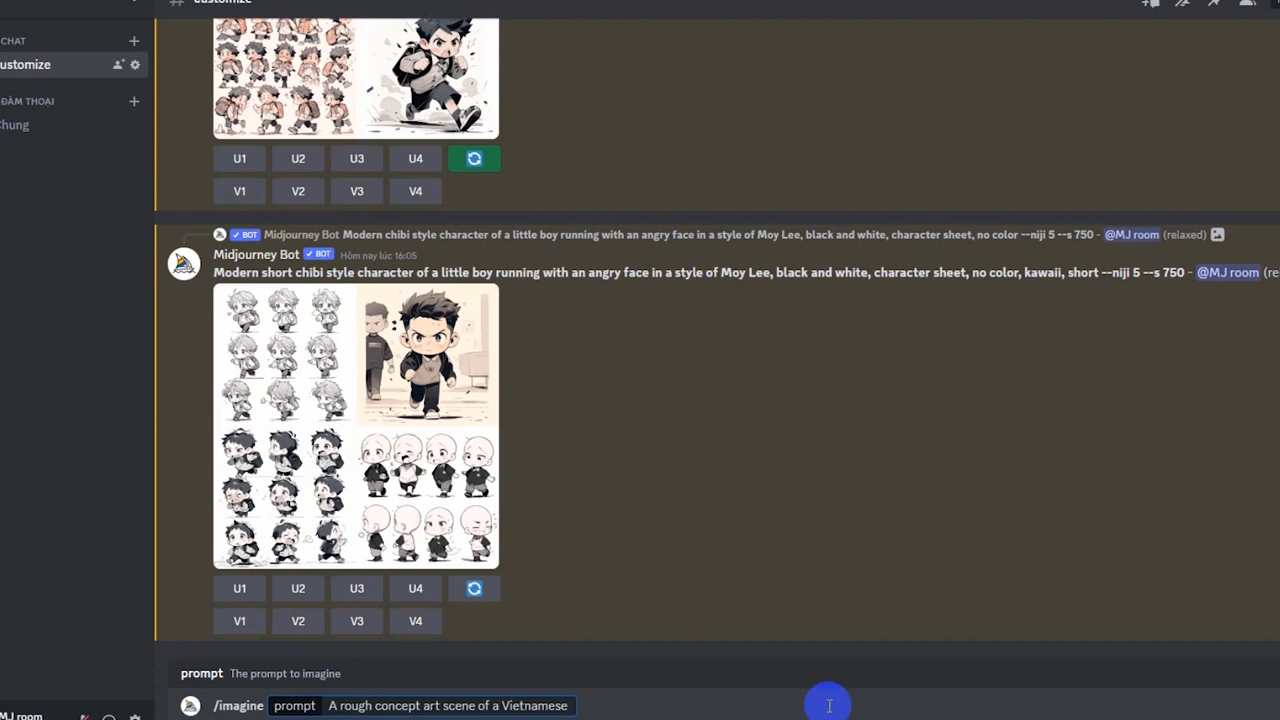 customize
CHAT
ustomize
ĐÀM THOẠI
Chung
U1 U2 U3 U4
V1 V2 V3 V4
BOT Midjourney Bot Modern chibi style character of a little boy running with an angry face in a style of Moy Lee, black and white, character sheet, no color --niji 5 --s 750 - @MJ room (relaxed)
Midjourney Bot BOT Hôm nay lúc 16:05
Modern short chibi style character of a little boy running with an angry face in a style of Moy Lee, black and white, character sheet, no color, kawaii, short --niji 5 --s 750 - @MJ room (re
U1 U2 U3 U4
V1 V2 V3 V4
prompt The prompt to imagine
/imagine prompt A rough concept art scene of a Vietnamese
MJ room